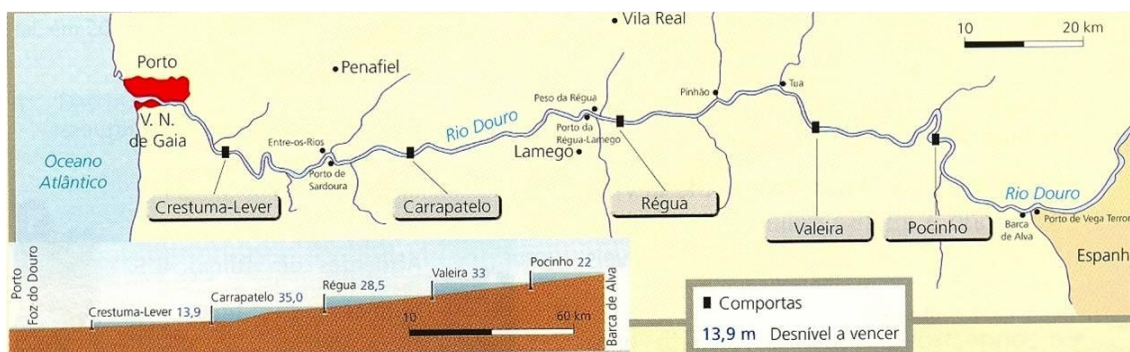 Vila Real
10 20 km
Porto
Penafiel
Tua
Pinhão
Peso da Régua
V. N.
de Gaia
Rio Douro
Porto da
Régua-Lamego
Entre-os-Rios
Lamego
Oceano
Atlântico
Porto de
Sardoura
Rio Douro
Crestuma-Lever
Carrapatelo
Régua
Valeira
Pocinho
Barca
de Alva
Porto de Vega Terron
Espanh
Porto
Foz do Douro
Crestuma-Lever 13,9
Carrapatelo 35,0
Régua 28,5
Valeira 33
Pocinho 22
Barca de Alva
10 60 km
Comportas
13,9 m Desnível a vencer